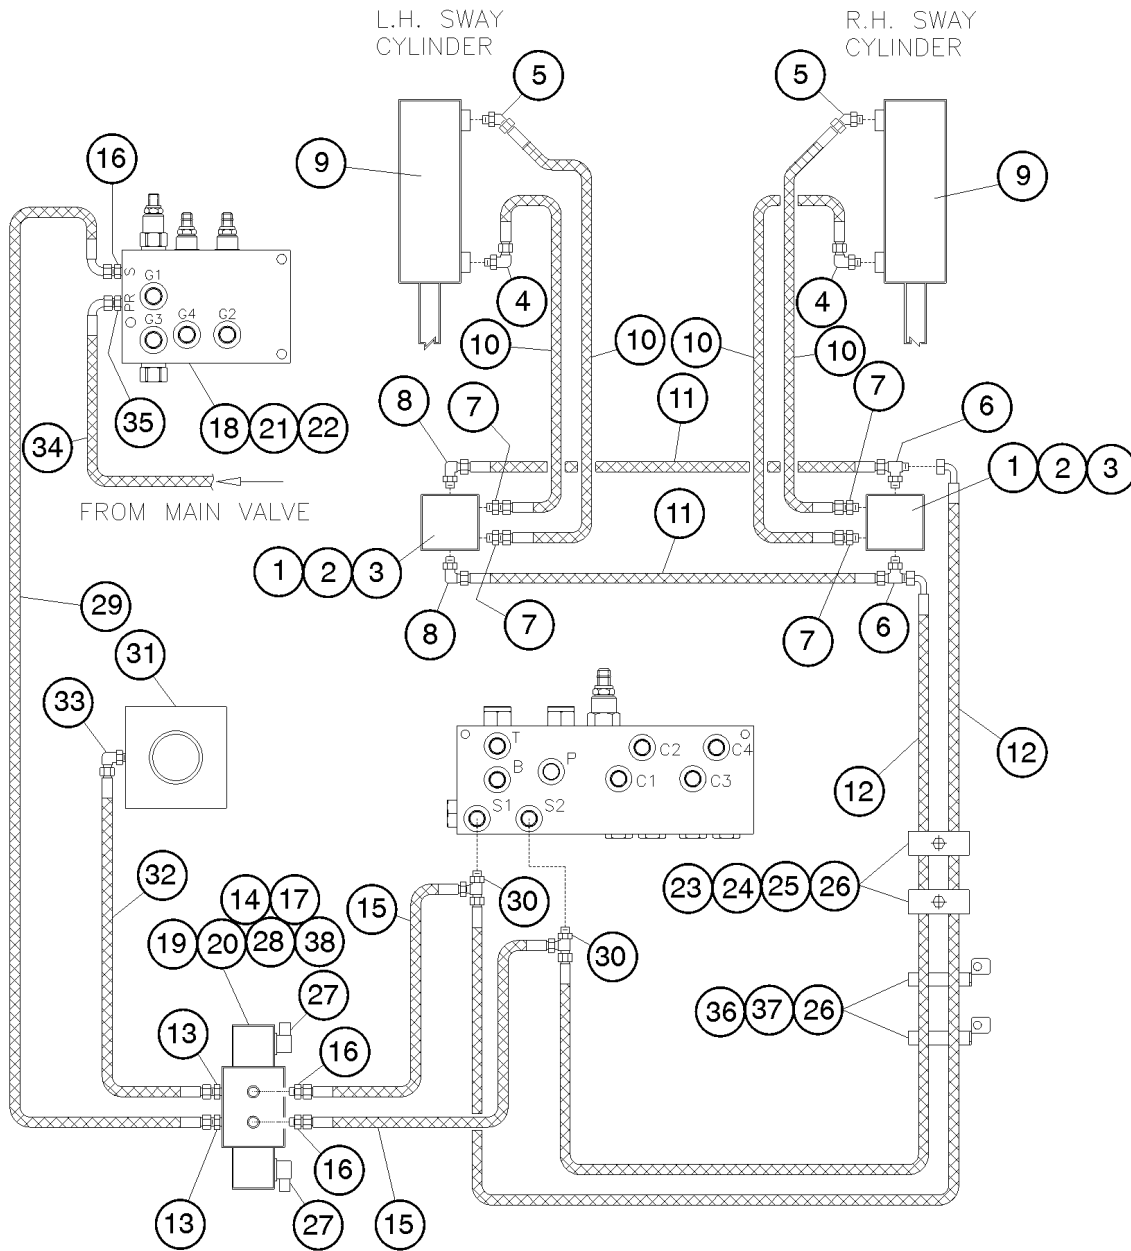 L.H. SWAY
CYLINDER
R.H. SWAY
CYLINDER
5
5
16
9
9
S
G1
PR
G3
G4
G2
4
4
10
10
10
10
7
7
8
11
6
35
18 21 22
34
1 2 3
FROM MAIN VALVE
11
1 2 3
29
8
7
7
6
31
33
T
C2
C4
B
P
C1
C3
12
12
S1
S2
32
14 17
15
30
23 24 25 26
19 20 28 38
30
27
36 37 26
13
16
16
13
27
15